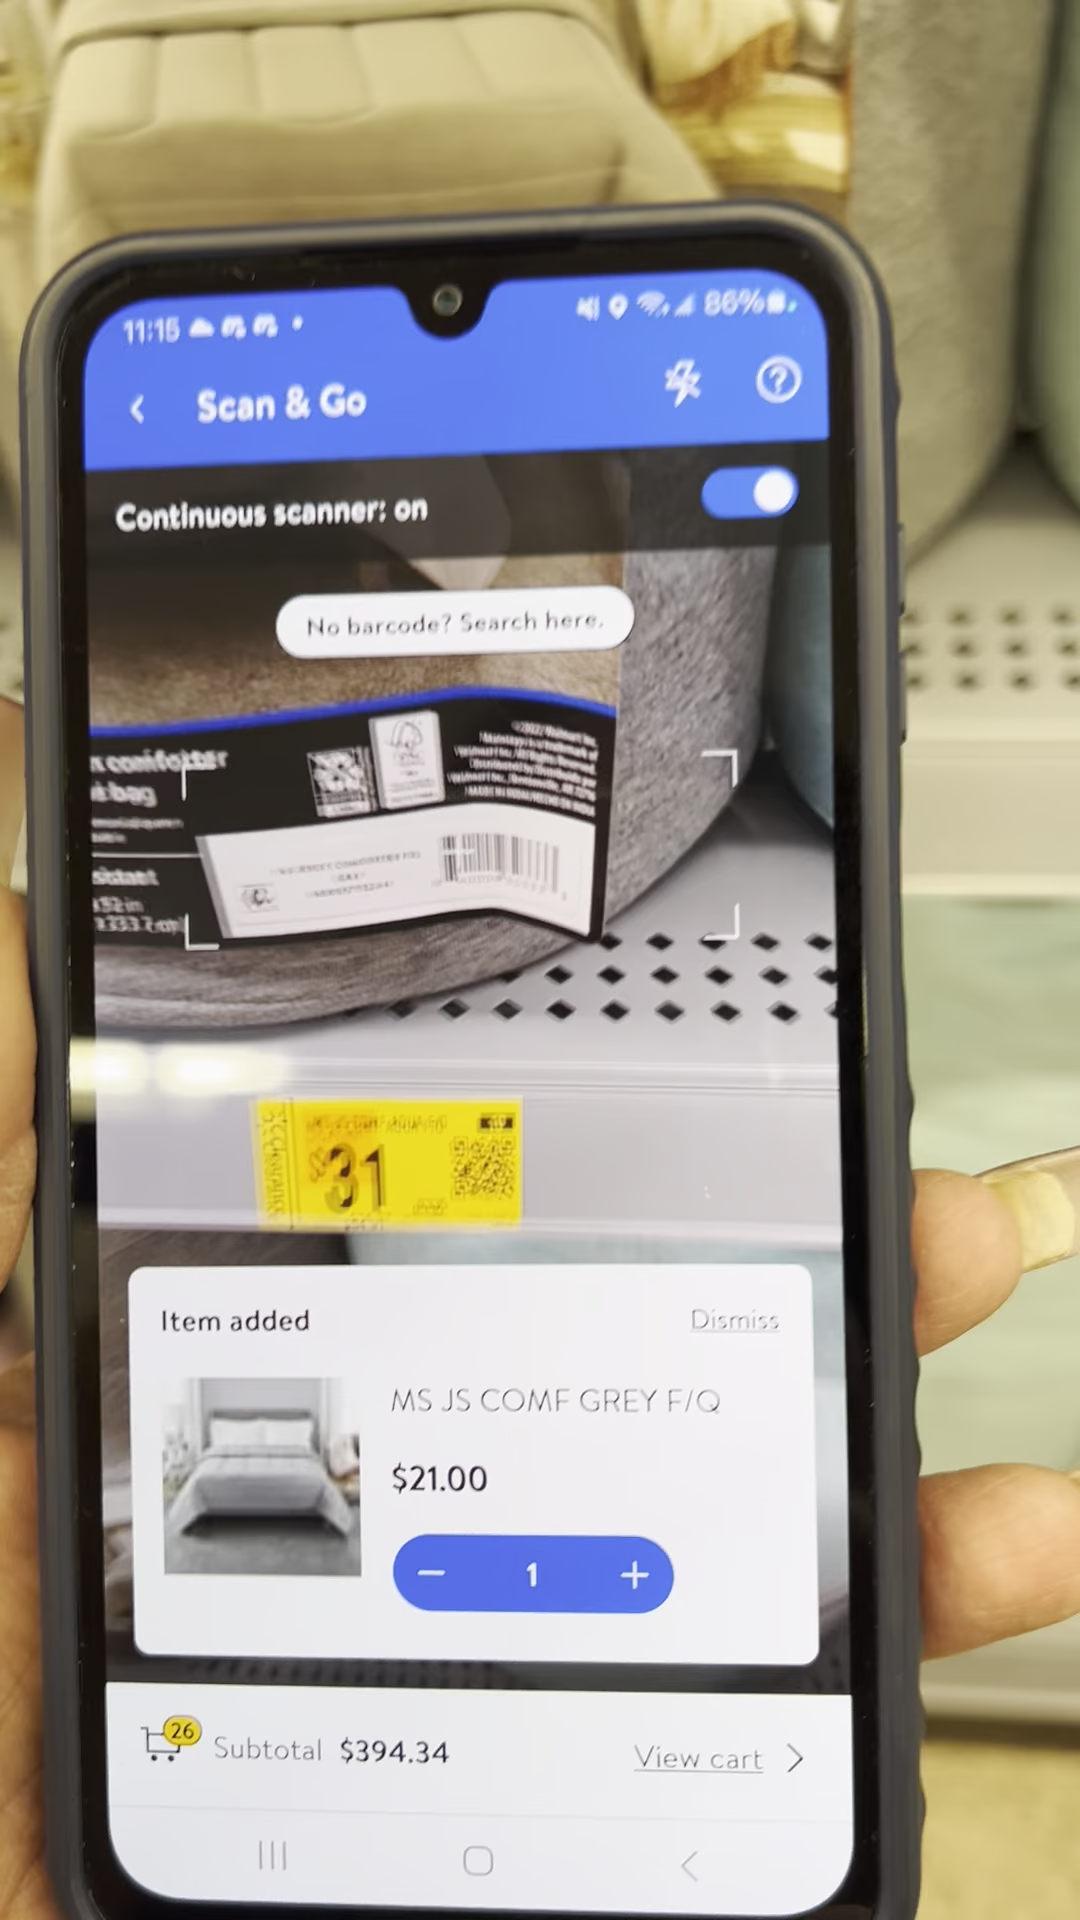 11:15
86%
Scan & Go
Continuous scanner: on
No barcode? Search here.
comforter
bag
$31
Clearance
Item added
Dismiss
MS JS COMF GREY F/Q
$21.00
1
26
Subtotal $394.34
View cart